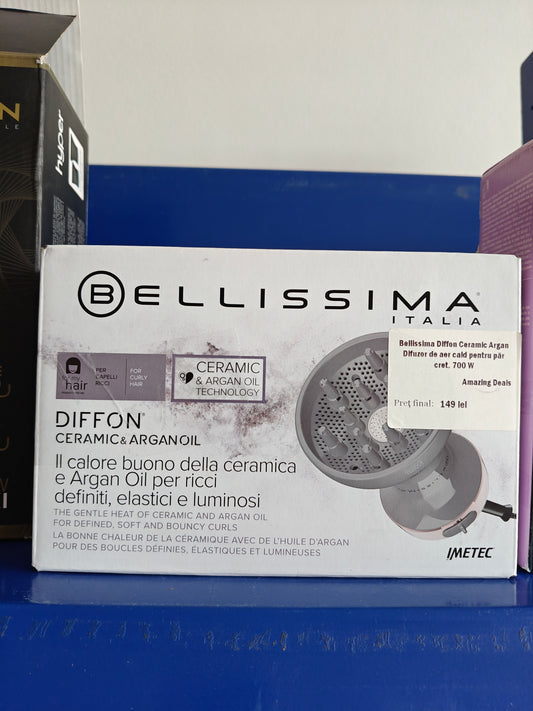 hyper
BELLISSIMA
ITALIA
my
hair
PER
CAPELLI
RICCI
FOR
CURLY
HAIR
CERAMIC
& ARGAN OIL
TECHNOLOGY
Bellissima Diffon Ceramic Argan
Difuzor de aer cald pentru păr
cret, 700 W
Amazing Deals
Preț final: 149 lei
DIFFON
CERAMIC & ARGAN OIL
Il calore buono della ceramica
e Argan Oil per ricci
definiti, elastici e luminosi
THE GENTLE HEAT OF CERAMIC AND ARGAN OIL
FOR DEFINED, SOFT AND BOUNCY CURLS
LA BONNE CHALEUR DE LA CÉRAMIQUE AVEC DE L'HUILE D'ARGAN
POUR DES BOUCLES DÉFINIES, ÉLASTIQUES ET LUMINEUSES
IMETEC